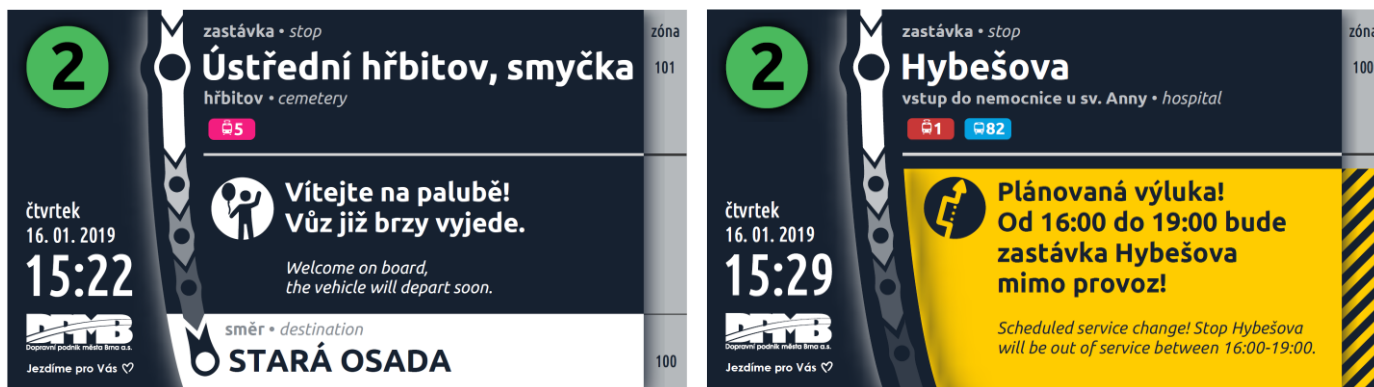 2
zastávka • stop
Ústřední hřbitov, smyčka
hřbitov • cemetery
5
zóna
101
Vítejte na palubě!
Vůz již brzy vyjede.
Welcome on board,
the vehicle will depart soon.
čtvrtek
16. 01. 2019
15:22
DPMB
Dopravní podnik města Brna a.s.
Jezdíme pro Vás
směr • destination
STARÁ OSADA
100
2
zastávka • stop
Hybešova
vstup do nemocnice u sv. Anny • hospital
1 82
zóna
100
Plánovaná výluka!
Od 16:00 do 19:00 bude
zastávka Hybešova
mimo provoz!
Scheduled service change! Stop Hybešova
will be out of service between 16:00-19:00.
čtvrtek
16. 01. 2019
15:29
DPMB
Dopravní podnik města Brna a.s.
Jezdíme pro Vás